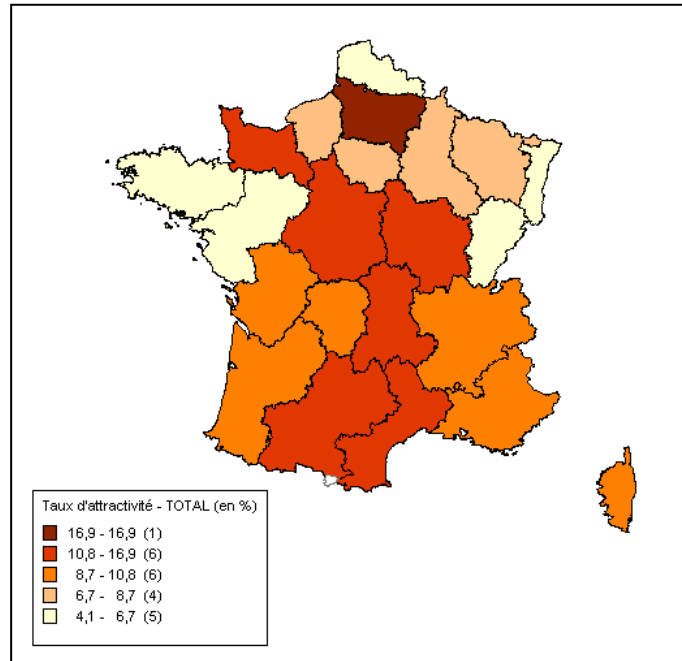 Taux d'attractivité - TOTAL (en %)
16,9 - 16,9 (1)
10,8 - 16,9 (6)
8,7 - 10,8 (6)
6,7 - 8,7 (4)
4,1 - 6,7 (5)